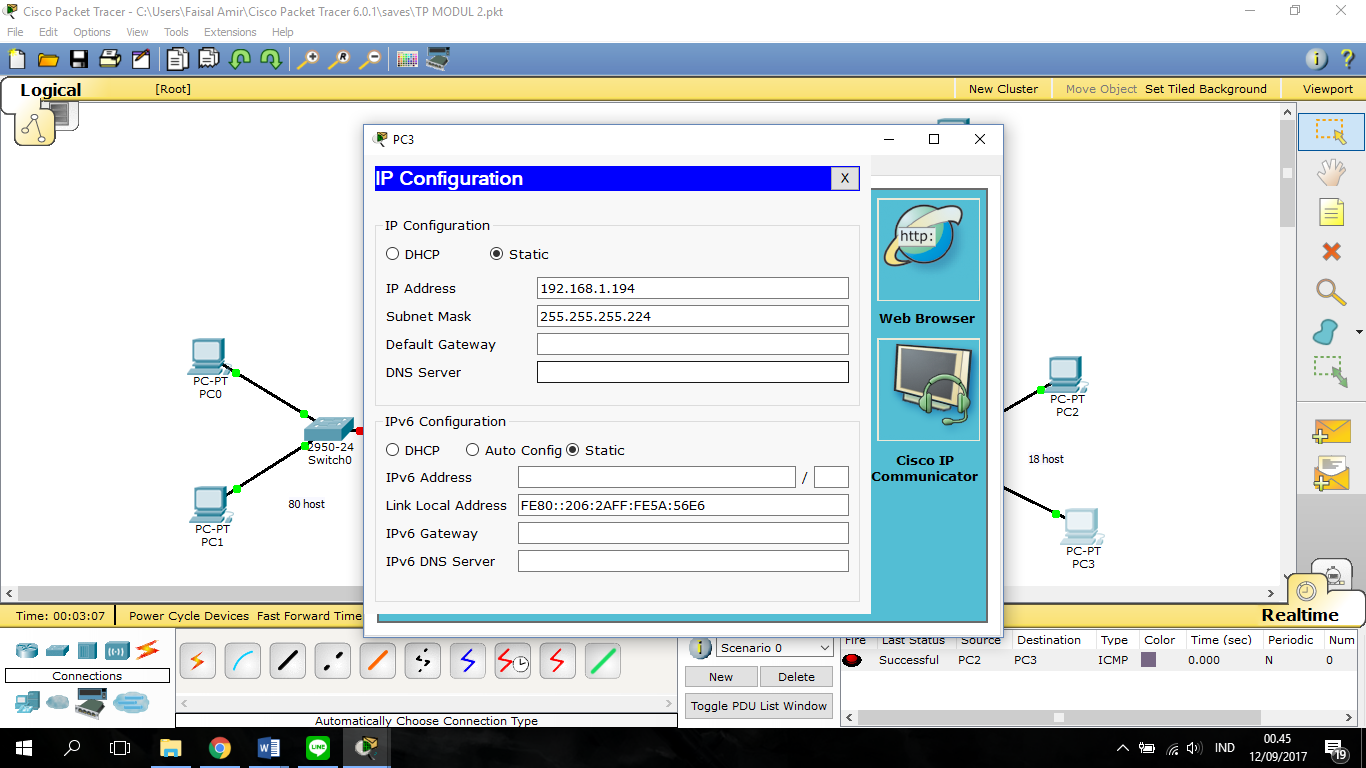 Cisco Packet Tracer - C:\Users\Faisal Amir\Cisco Packet Tracer 6.0.1\saves\TP MODUL 2.pkt
File Edit Options View Tools Extensions Help
Logical [Root] New Cluster Move Object Set Tiled Background Viewport
PC3
IP Configuration X
IP Configuration
DHCP Static
IP Address 192.168.1.194
Subnet Mask 255.255.255.224
Default Gateway
DNS Server
IPv6 Configuration
DHCP Auto Config Static
IPv6 Address /
Link Local Address FE80::206:2AFF:FE5A:56E6
IPv6 Gateway
IPv6 DNS Server
http:
Web Browser
Cisco IP
Communicator
PC-PT
PC0
2950-24
Switch0
PC-PT
PC1
80 host
PC-PT
PC2
18 host
PC-PT
PC3
Time: 00:03:07 Power Cycle Devices Fast Forward Time Realtime
Connections
Automatically Choose Connection Type
Scenario 0
New Delete
Toggle PDU List Window
Fire Last Status Source Destination Type Color Time (sec) Periodic Num
Successful PC2 PC3 ICMP 0.000 N 0
IND
00.45
12/09/2017
19